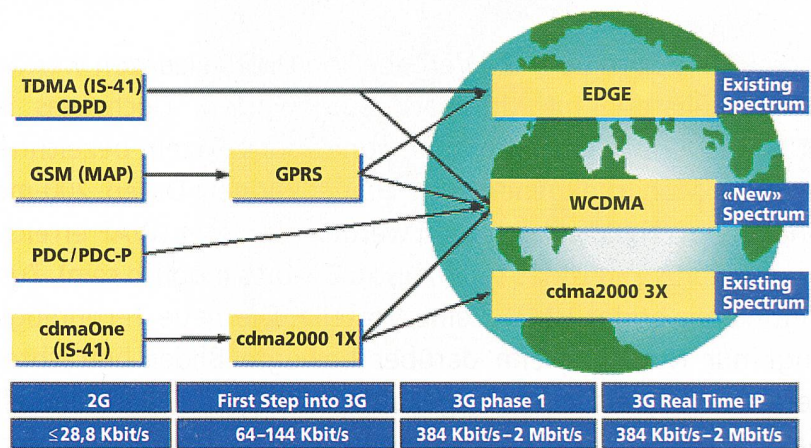 TDMA (IS-41)
CDPD
EDGE
Existing
Spectrum
GSM (MAP)
GPRS
WCDMA
«New»
Spectrum
PDC/PDC-P
cdmaOne
(IS-41)
cdma2000 1X
cdma2000 3X
Existing
Spectrum
2G
First Step into 3G
3G phase 1
3G Real Time IP
≤28,8 Kbit/s
64–144 Kbit/s
384 Kbit/s–2 Mbit/s
384 Kbit/s–2 Mbit/s